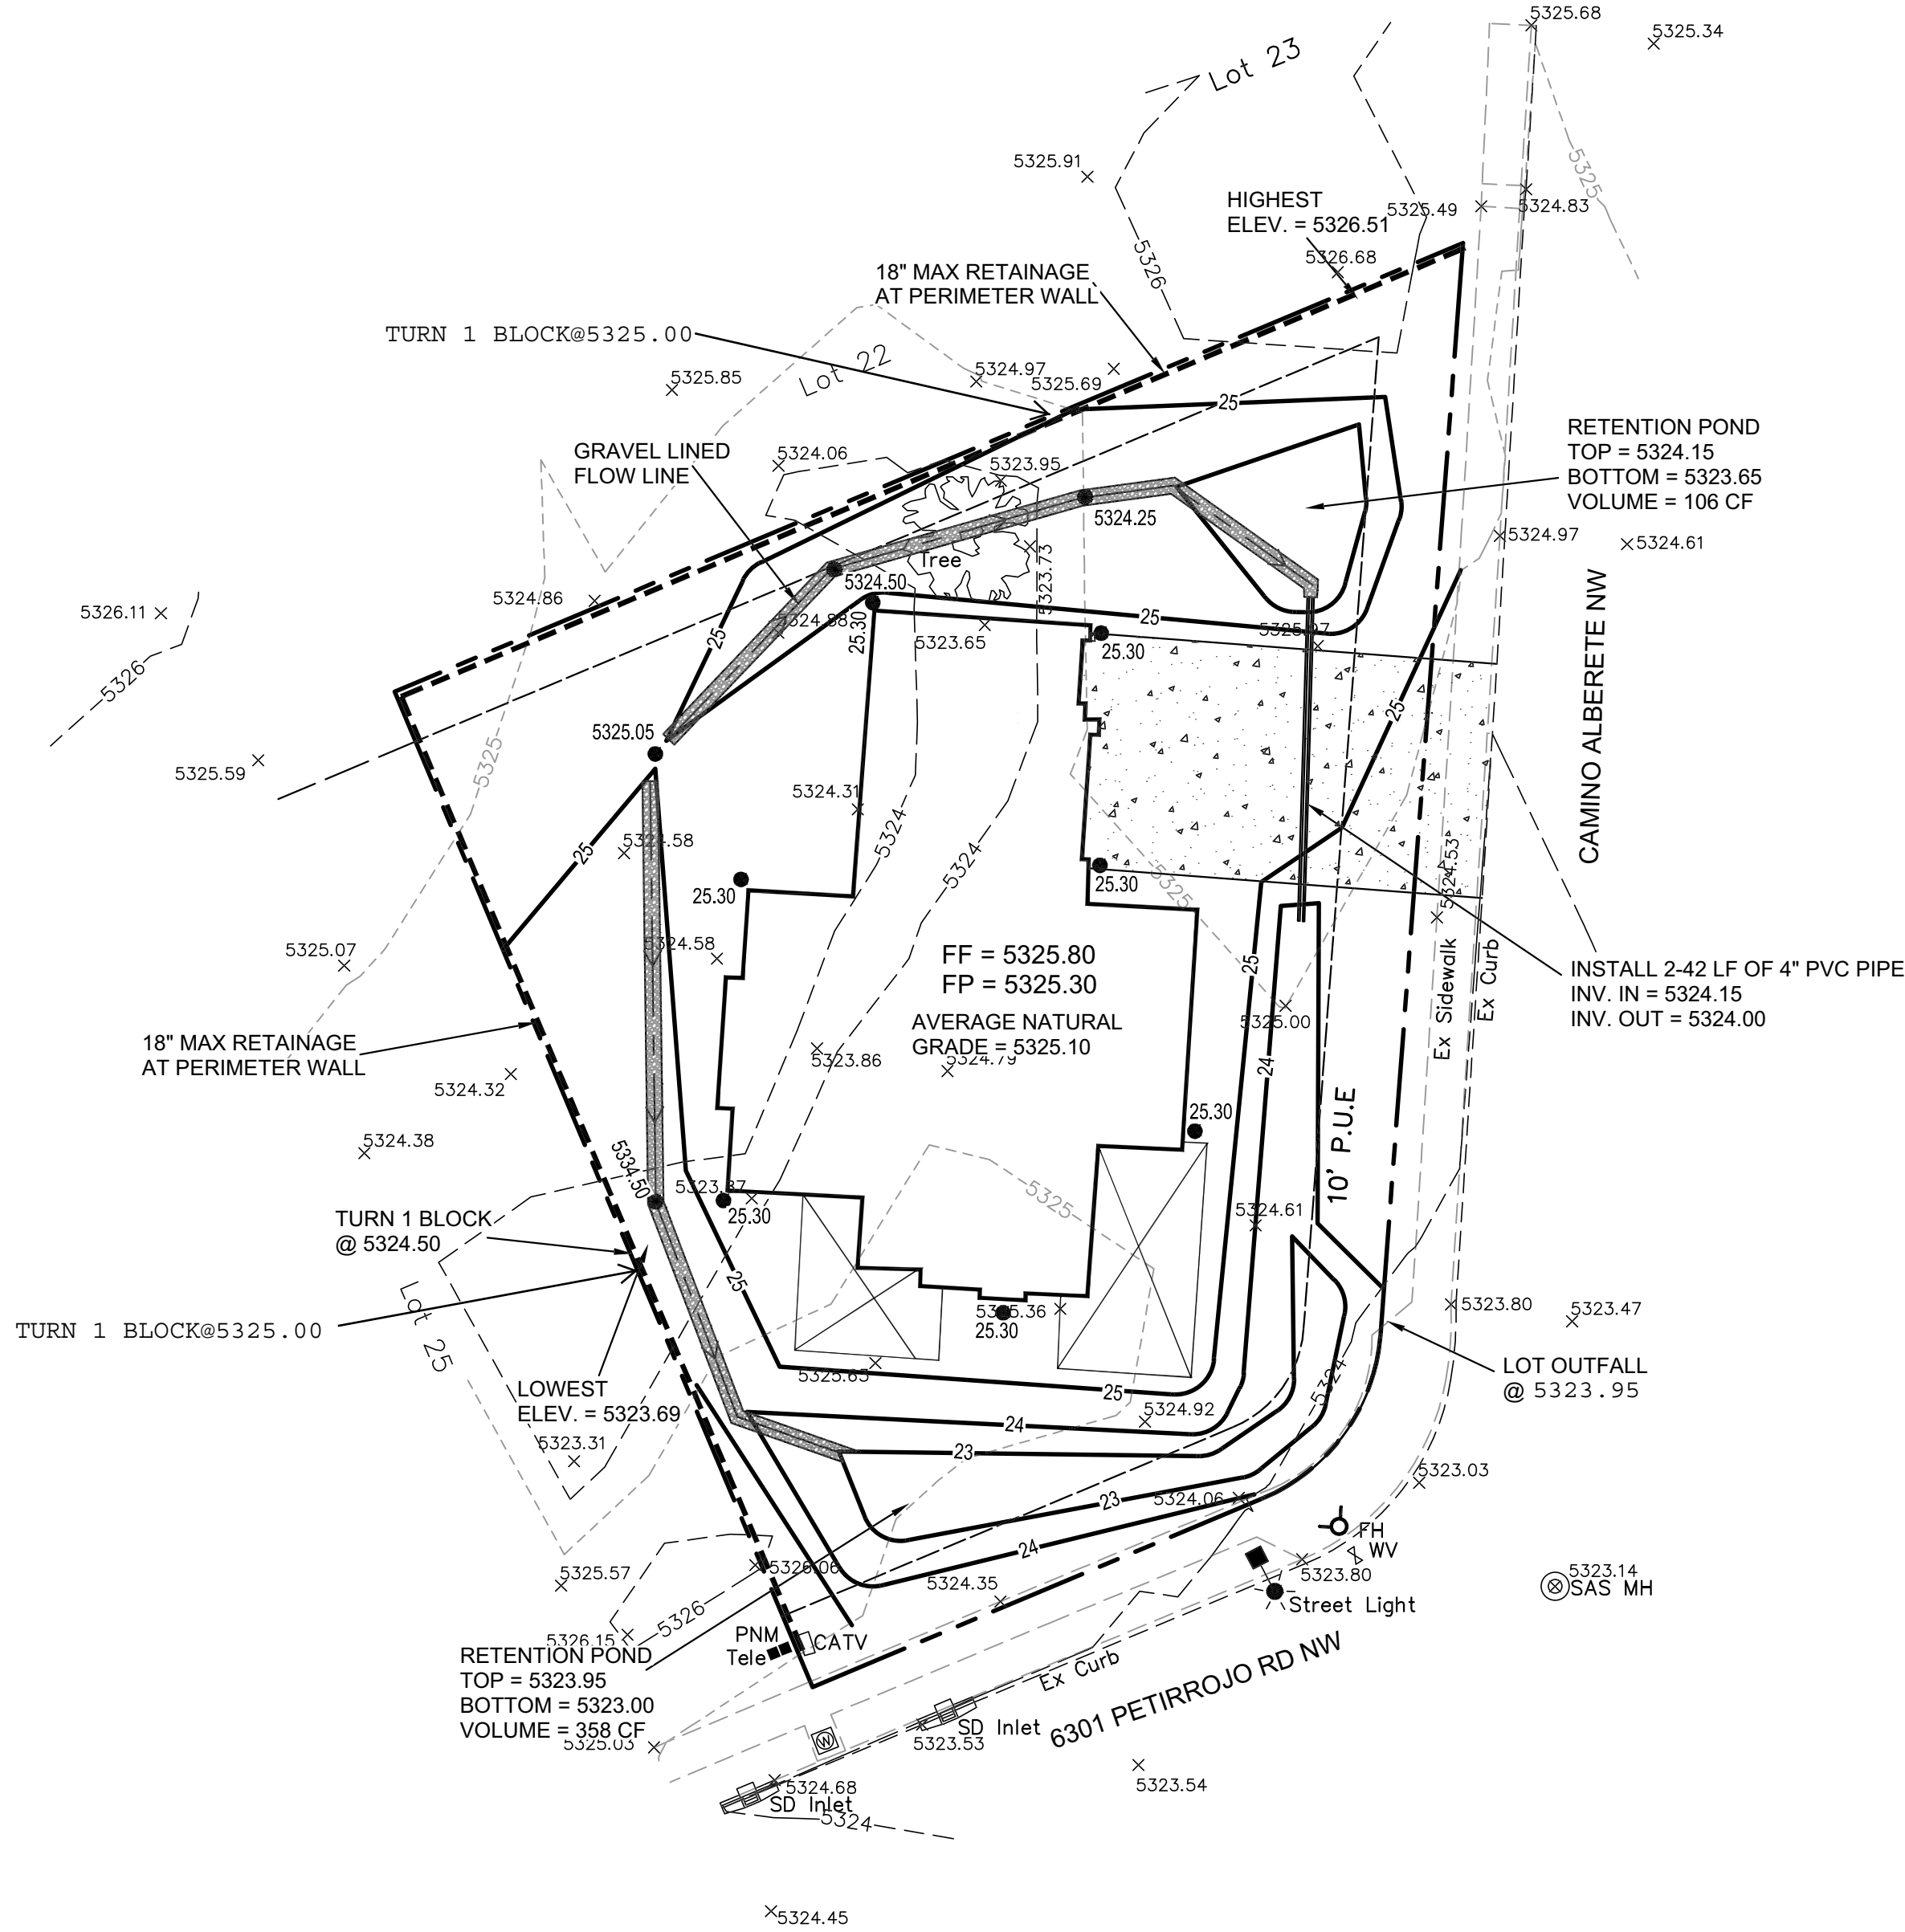 5325.68
5325.34
Lot 23
5325.91
5325
HIGHEST
ELEV. = 5326.51
5325.49
5324.83
5326.68
5326
18" MAX RETAINAGE
AT PERIMETER WALL
TURN 1 BLOCK@5325.00
Lot 22
5325.85
5324.97
5325.69
25
RETENTION POND
TOP = 5324.15
BOTTOM = 5323.65
VOLUME = 106 CF
GRAVEL LINED
FLOW LINE
5324.06
5323.95
5324.25
5324.97
5324.61
Tree
5323.73
5324.50
5324.86
5326.11
5324.88
25.30
5323.65
25
25
25.30
CAMINO ALBERETE NW
5326
5325
5325.05
5325.59
25
5324.31
5324
5324
25
5324.58
25.30
25.30
5325
5324.53
5324.58
5325.07
FF = 5325.80
FP = 5325.30
AVERAGE NATURAL
GRADE = 5325.10
5324.79
5323.86
25
5325.00
24
Ex Sidewalk
Ex Curb
INSTALL 2-42 LF OF 4" PVC PIPE
INV. IN = 5324.15
INV. OUT = 5324.00
18" MAX RETAINAGE
AT PERIMETER WALL
5324.32
5324.38
25.30
10' P.U.E
5334.50
5323.87
25.30
5325
5324.61
TURN 1 BLOCK
@ 5324.50
25
Lot 25
TURN 1 BLOCK@5325.00
25.30
5323.80
5323.47
5325.65
5324
LOT OUTFALL
@ 5323.95
LOWEST
ELEV. = 5323.69
5323.31
25
24
5324.92
23
23
5324.06
5323.03
24
FH
WV
5323.80
5323.14
SAS MH
Street Light
5325.57
5326.06
5324.35
5326
5326.15
PNM
Tele
CATV
RETENTION POND
TOP = 5323.95
BOTTOM = 5323.00
VOLUME = 358 CF
5325.03
Ex Curb
6301 PETIRROJO RD NW
W
SD Inlet
5323.53
5323.54
5324.68
SD Inlet
5324
5324.45